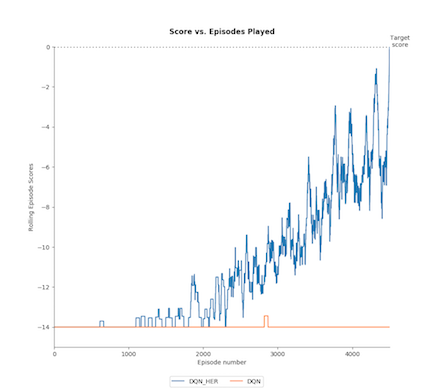 Score vs. Episodes Played
Target
score
0
−2
−4
−6
−8
−10
−12
−14
Rolling Episode Scores
0 1000 2000 3000 4000
Episode number
DQN_HER DQN